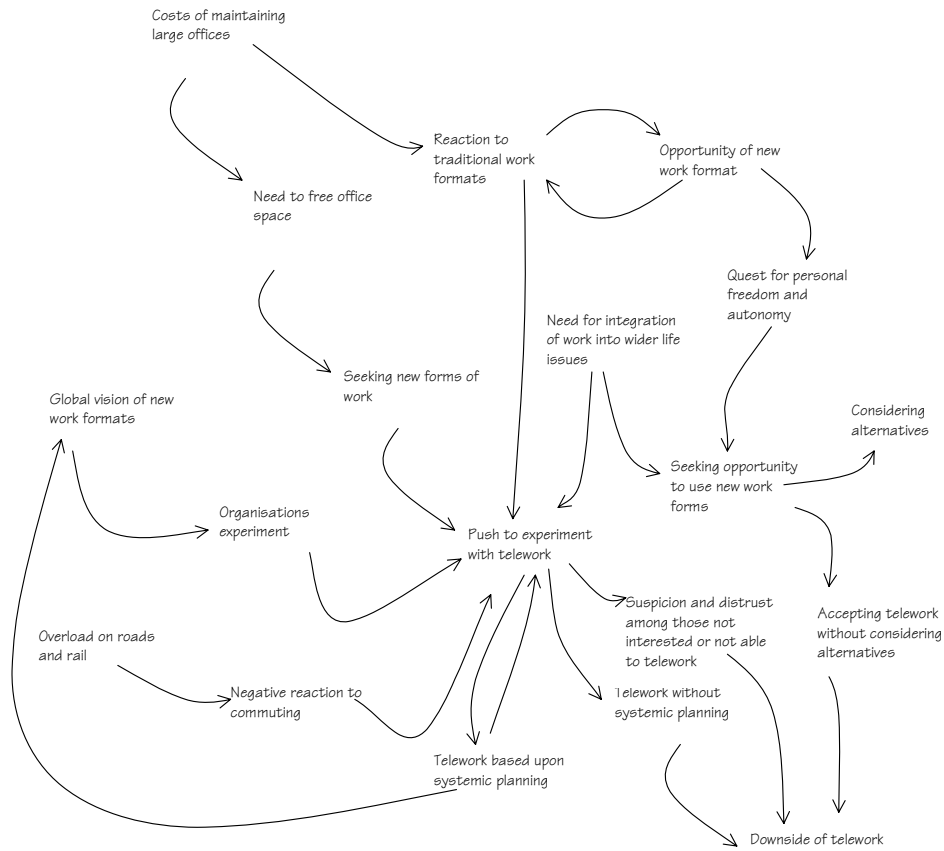 Costs of maintaining
large offices
Reaction to
traditional work
formats
Opportunity of new
work format
Need to free office
space
Quest for personal
freedom and
autonomy
Need for integration
of work into wider life
issues
Seeking new forms of
work
Global vision of new
work formats
Considering
alternatives
Seeking opportunity
to use new work
forms
Organisations
experiment
Push to experiment
with telework
Suspicion and distrust
among those not
interested or not able
to telework
Accepting telework
without considering
alternatives
Overload on roads
and rail
Negative reaction to
commuting
Telework without
systemic planning
Telework based upon
systemic planning
Downside of telework